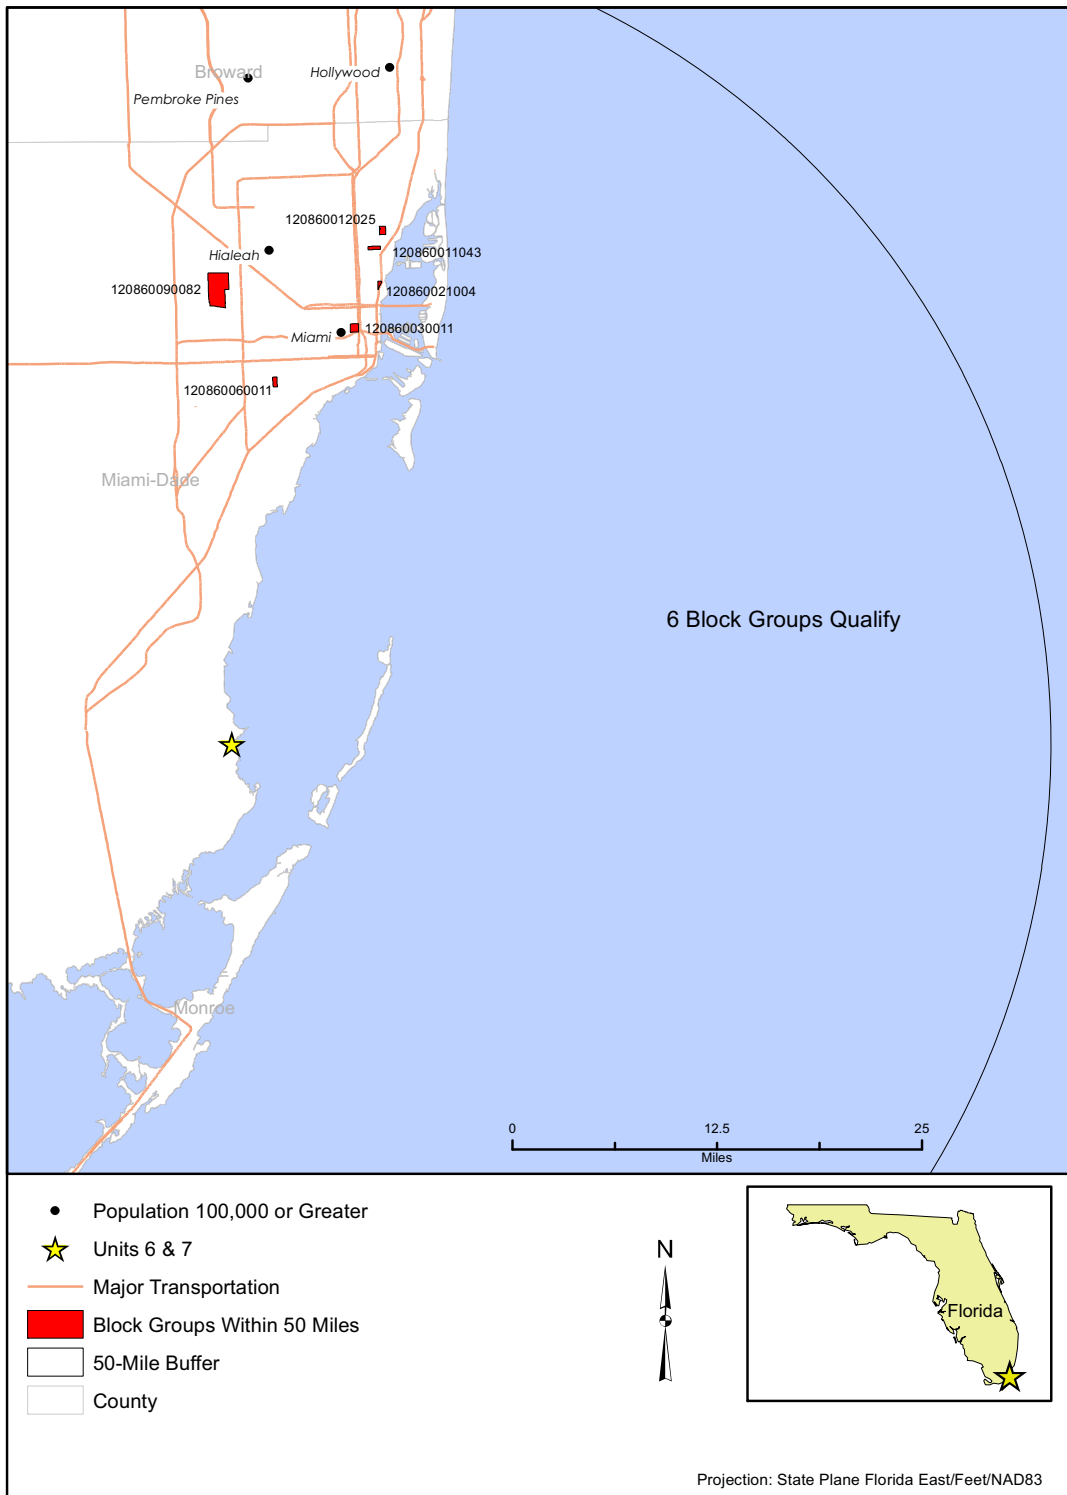 Broward
Hollywood
Pembroke Pines
120860012025
Hialeah
120860011043
120860090082
120860021004
Miami
120860030011
120860060011
Miami-Dade
6 Block Groups Qualify
Monroe
0 12.5 25
Miles
Population 100,000 or Greater
Units 6 & 7
Major Transportation
Block Groups Within 50 Miles
50-Mile Buffer
County
N
Florida
Projection: State Plane Florida East/Feet/NAD83